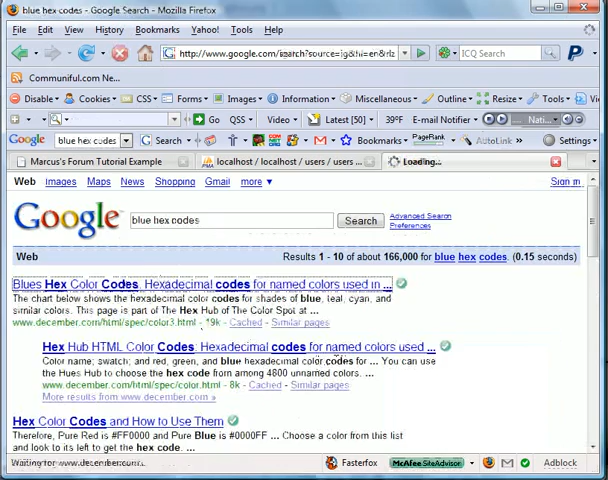 blue hex codes - Google Search - Mozilla Firefox
File Edit View History Bookmarks Yahoo! Tools Help
http://www.google.com/search?source=ig&hl=en&rlz ICQ Search
Communiful.com Ne...
Disable Cookies CSS Forms Images Information Miscellaneous Outline Resize Tools
Go QSS Video Latest [50] 39°F E-mail Notifier Nati...
Google blue hex codes Search Bookmarks PageRank AutoLink Settings
Marcus's Forum Tutorial Example localhost / localhost / users / users ... Loading...
Web Images Maps News Shopping Gmail more ▼ Sign in
Google blue hex codes Search Advanced Search
Preferences
Web Results 1 - 10 of about 166,000 for blue hex codes. (0.15 seconds)
Blues Hex Color Codes, Hexadecimal codes for named colors used in ...
The chart below shows the hexadecimal color codes for shades of blue, teal, cyan, and
similar colors. This page is part of The Hex Hub of The Color Spot at ...
www.december.com/html/spec/color3.html - 19k - Cached - Similar pages
Hex Hub HTML Color Codes: Hexadecimal codes for named colors used ...
Color name; swatch; and red, green, and blue hexadecimal color codes for ... You can use
the Hues Hub to choose the hex code from among 4800 unnamed colors. ...
www.december.com/html/spec/color.html - 8k - Cached - Similar pages
More results from www.december.com »
Hex Color Codes and How to Use Them
Therefore, Pure Red is #FF0000 and Pure Blue is #0000FF ... Choose a color from this list
and look to its left to get the hex code. ...
Waiting for www.december.com... Fasterfox McAfee SiteAdvisor Adblock